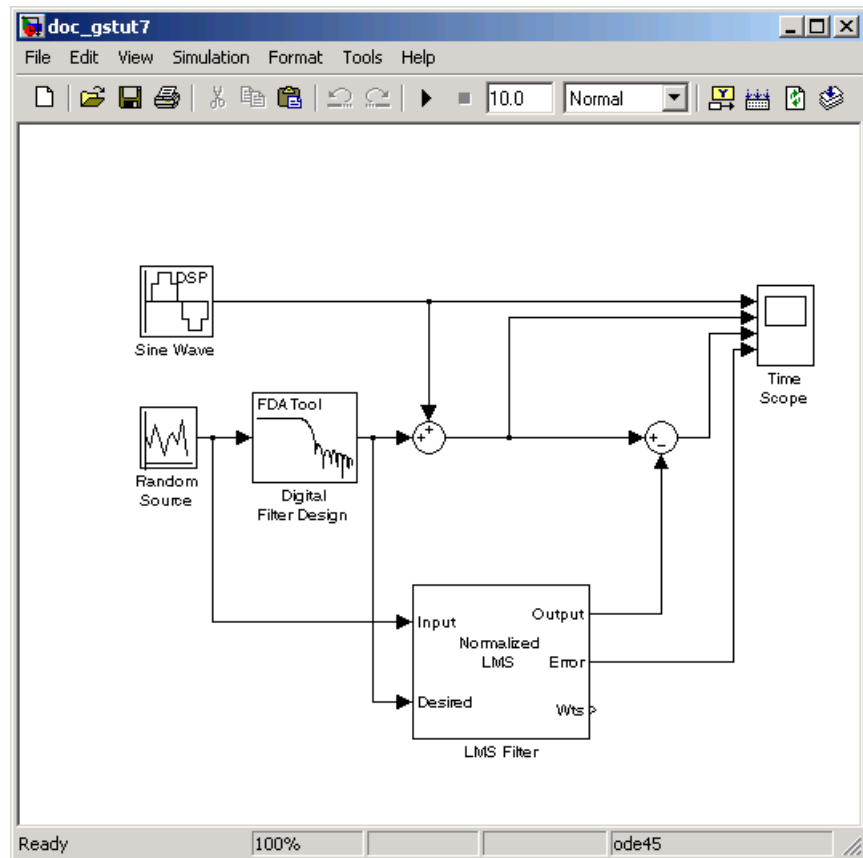 doc_gstut7
File Edit View Simulation Format Tools Help
10.0 Normal
DSP
Sine Wave
Time
Scope
FDATool
Random
Source
Digital
Filter Design
Input
Output
Normalized
LMS
Error
Desired
Wts
LMS Filter
Ready 100% ode45